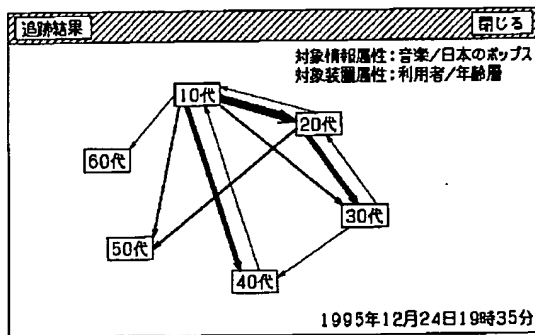 追跡結果
閉じる
対象情報属性：音楽/日本のポップス
対象装置属性：利用者/年齢層
10代
20代
60代
30代
50代
40代
1995年12月24日19時35分